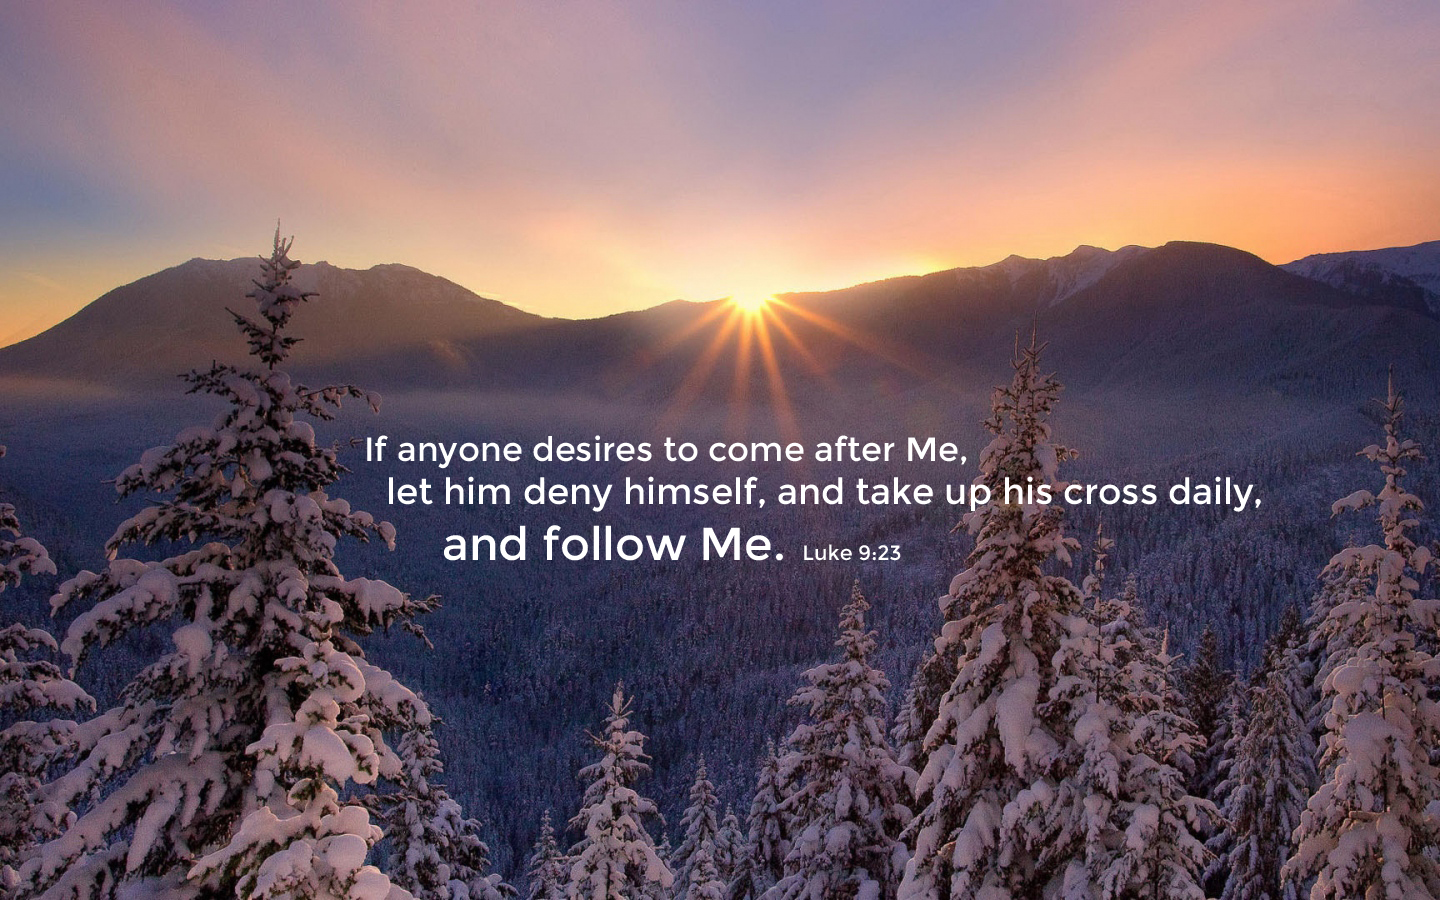 If anyone desires to come after Me,
let him deny himself, and take up his cross daily,
and follow Me. Luke 9:23